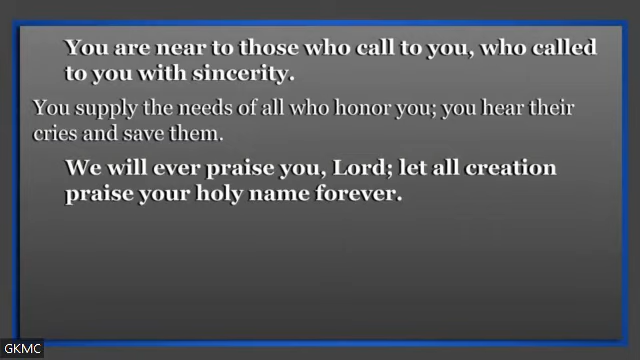 You are near to those who call to you, who called
to you with sincerity.
You supply the needs of all who honor you; you hear their
cries and save them.
We will ever praise you, Lord; let all creation
praise your holy name forever.
GKMC